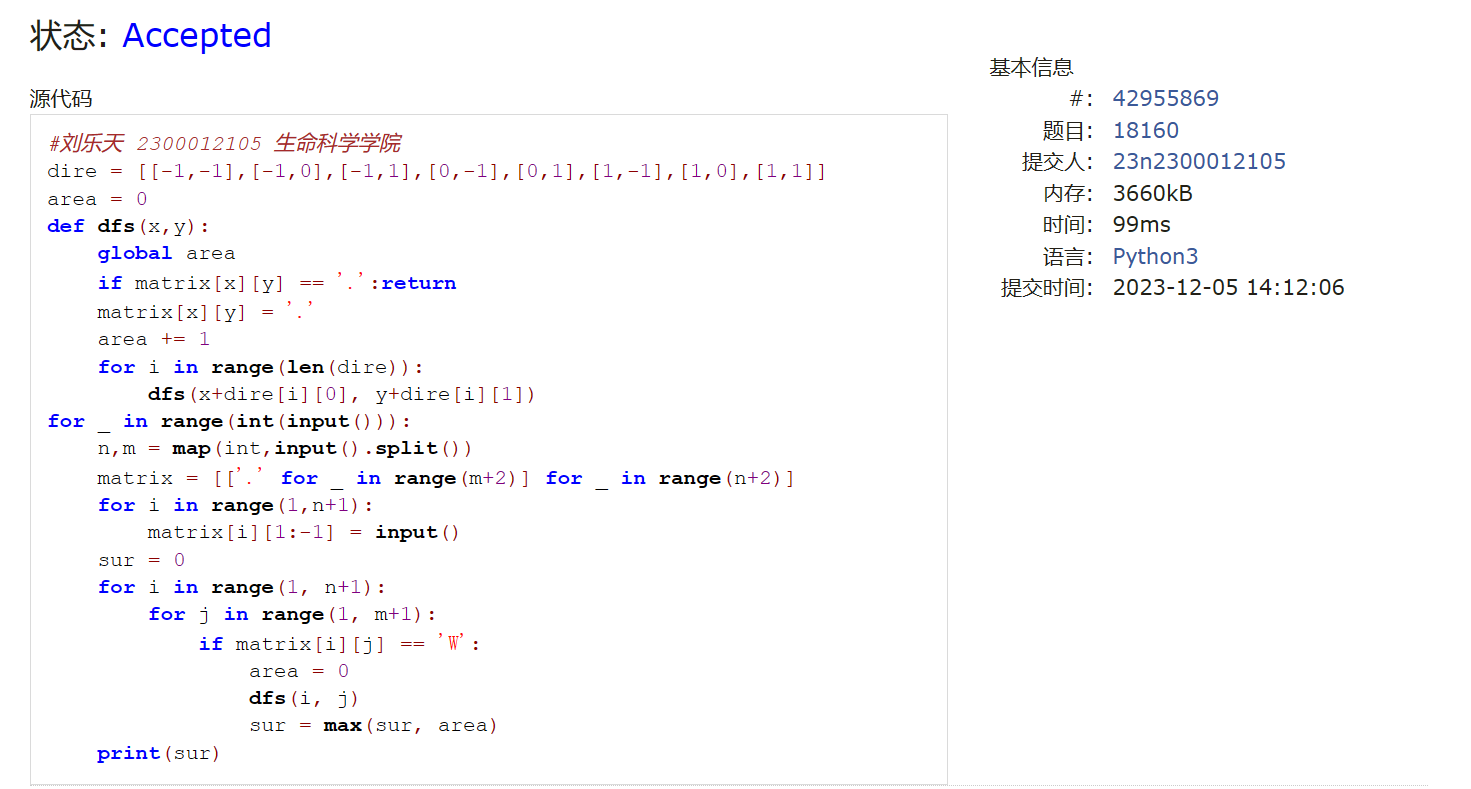 状态: Accepted
源代码
#刘乐天 2300012105 生命科学学院
dire = [[-1,-1],[-1,0],[-1,1],[0,-1],[0,1],[1,-1],[1,0],[1,1]]
area = 0
def dfs(x,y):
    global area
    if matrix[x][y] == '.':return
    matrix[x][y] = '.'
    area += 1
    for i in range(len(dire)):
        dfs(x+dire[i][0], y+dire[i][1])
for _ in range(int(input())):
    n,m = map(int,input().split())
    matrix = [['.' for _ in range(m+2)] for _ in range(n+2)]
    for i in range(1,n+1):
        matrix[i][1:-1] = input()
    sur = 0
    for i in range(1, n+1):
        for j in range(1, m+1):
            if matrix[i][j] == 'W':
                area = 0
                dfs(i, j)
                sur = max(sur, area)
    print(sur)
基本信息
#: 42955869
题目: 18160
提交人: 23n2300012105
内存: 3660kB
时间: 99ms
语言: Python3
提交时间: 2023-12-05 14:12:06